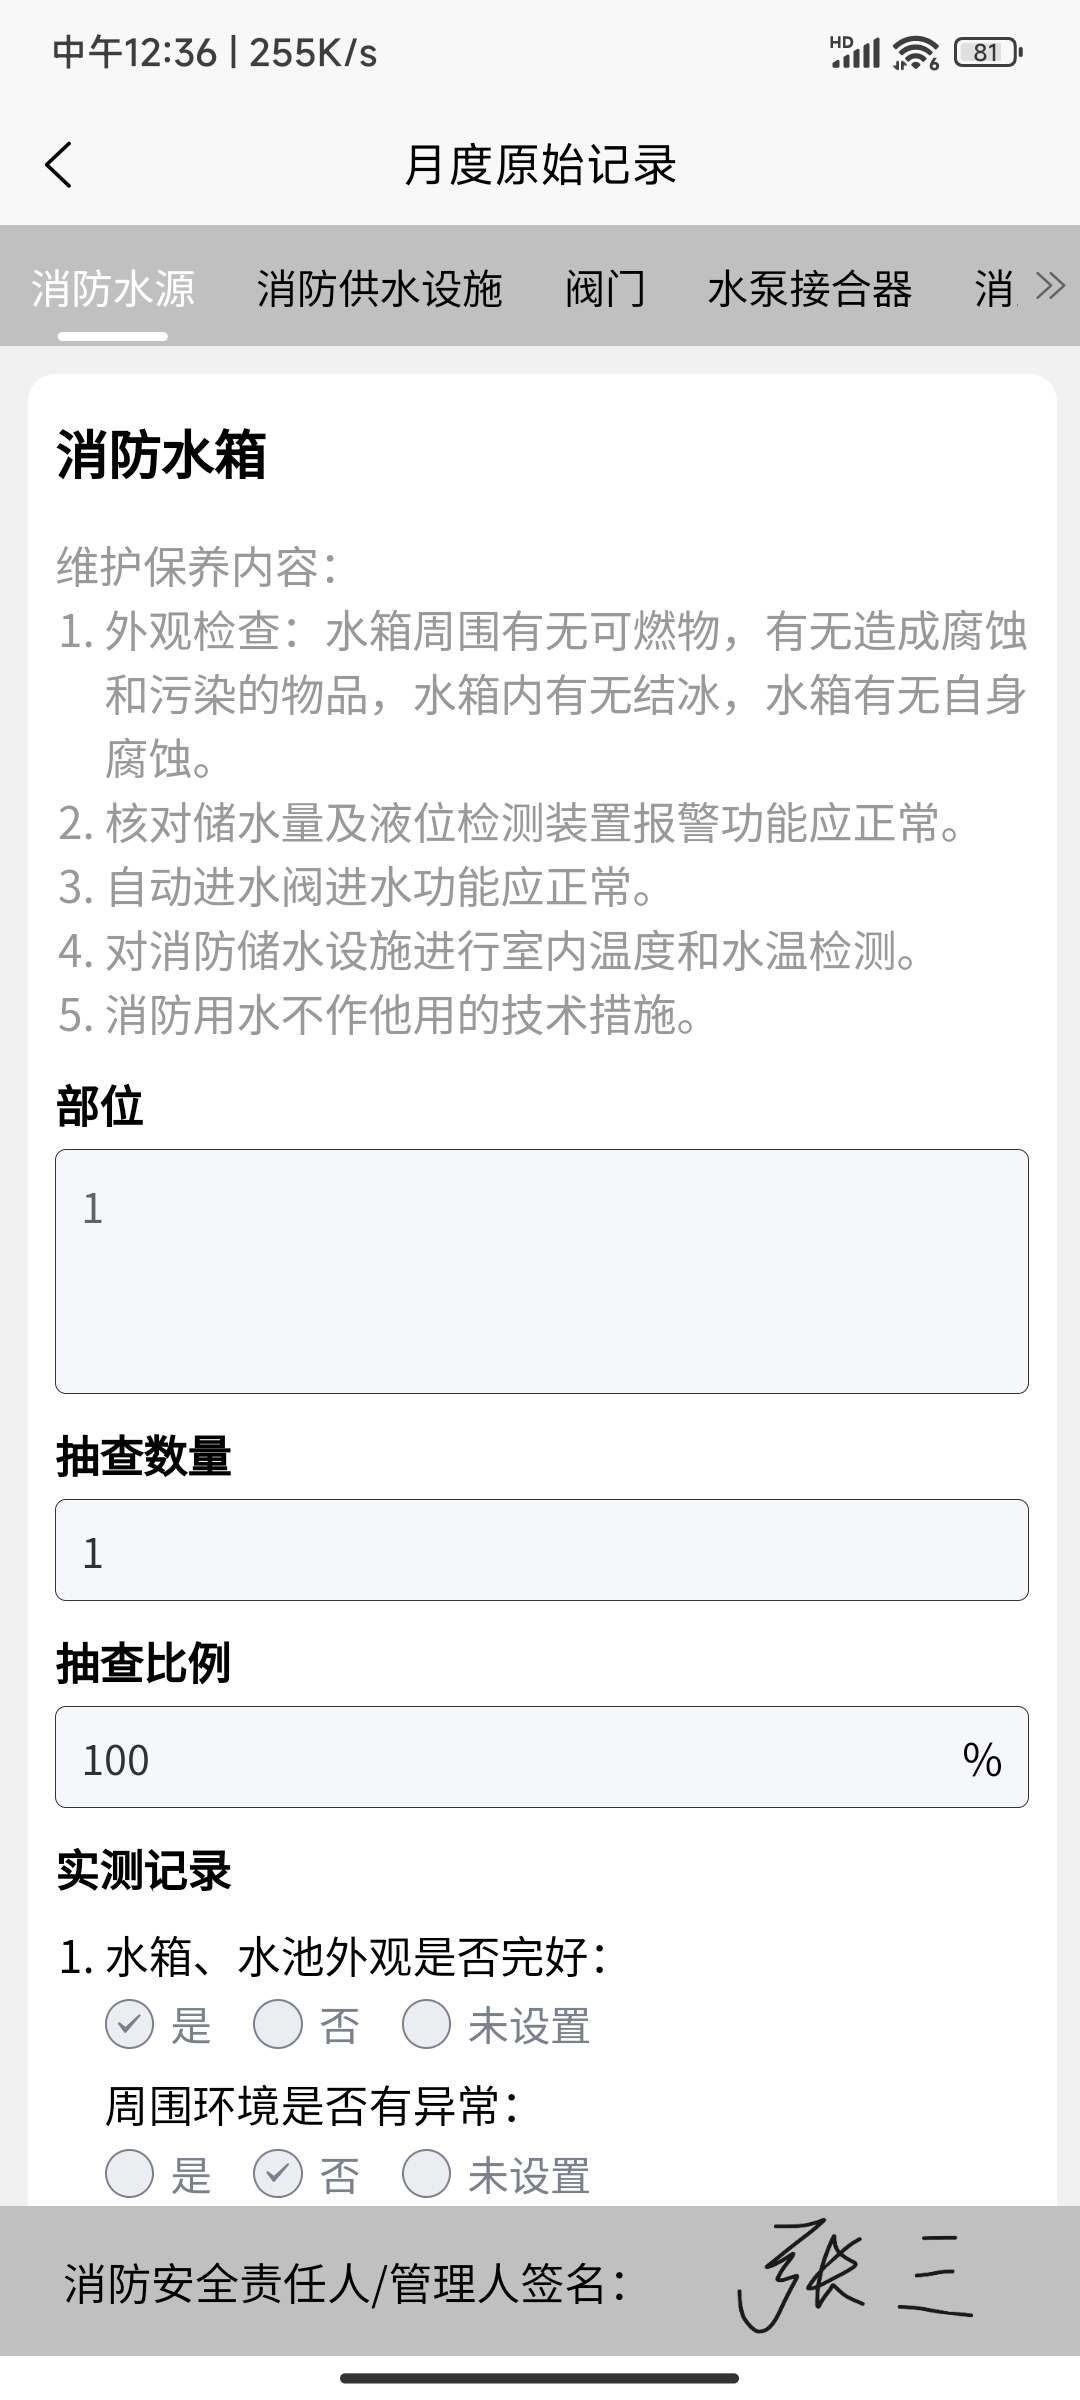 中午12:36 | 255K/s HD 6 81
月度原始记录
消防水源 消防供水设施 阀门 水泵接合器 消
消防水箱
维护保养内容：
1. 外观检查：水箱周围有无可燃物，有无造成腐蚀
和污染的物品，水箱内有无结冰，水箱有无自身
腐蚀。
2. 核对储水量及液位检测装置报警功能应正常。
3. 自动进水阀进水功能应正常。
4. 对消防储水设施进行室内温度和水温检测。
5. 消防用水不作他用的技术措施。
部位
1
抽查数量
1
抽查比例
100 %
实测记录
1. 水箱、水池外观是否完好：
是 否 未设置
周围环境是否有异常：
是 否 未设置
消防安全责任人/管理人签名： 张三